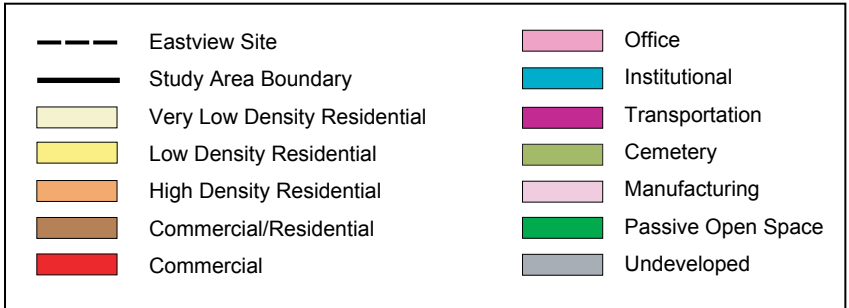 Eastview Site
Study Area Boundary
Very Low Density Residential
Low Density Residential
High Density Residential
Commercial/Residential
Commercial
Office
Institutional
Transportation
Cemetery
Manufacturing
Passive Open Space
Undeveloped